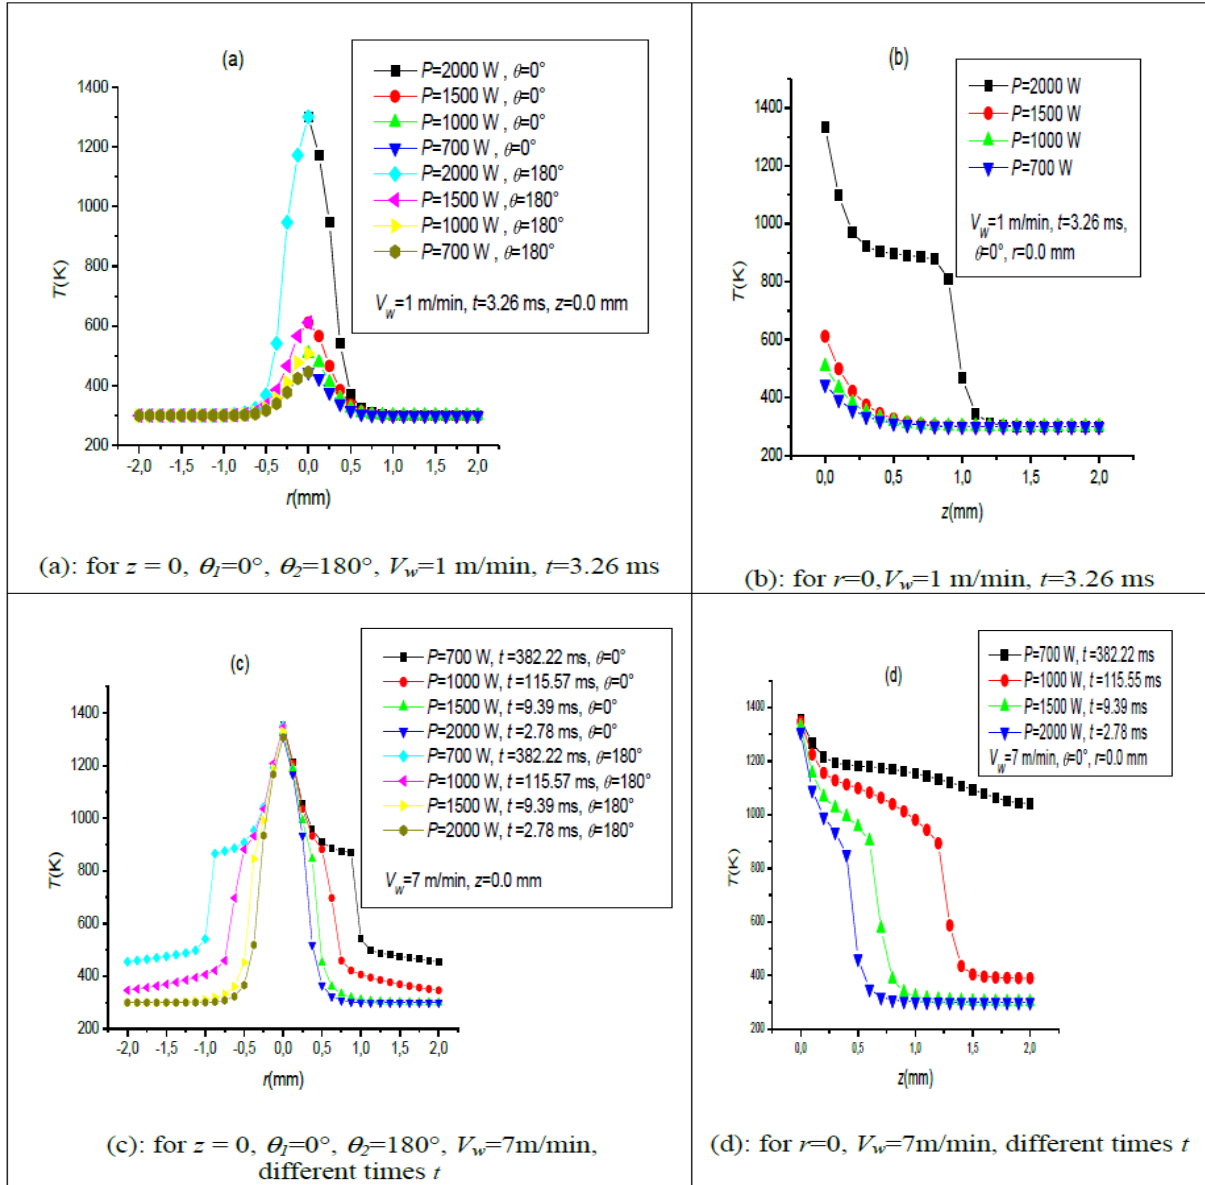 (a)
P=2000 W , θ=0°
P=1500 W , θ=0°
P=1000 W , θ=0°
P=700 W , θ=0°
P=2000 W , θ=180°
P=1500 W ,θ=180°
P=1000 W ,θ=180°
P=700 W , θ=180°
V_w=1 m/min, t=3.26 ms, z=0.0 mm
T(K)
1400
1200
1000
800
600
400
200
-2,0 -1,5 -1,0 -0,5 0,0 0,5 1,0 1,5 2,0
r(mm)
(a): for z = 0, θ1=0°, θ2=180°, Vw=1 m/min, t=3.26 ms
(b)
P=2000 W
P=1500 W
P=1000 W
P=700 W
V_w=1 m/min, t=3.26 ms,
θ=0°, r=0.0 mm
T(K)
1400
1200
1000
800
600
400
200
0,0 0,5 1,0 1,5 2,0
z(mm)
(b): for r=0,Vw=1 m/min, t=3.26 ms
(c)
P=700 W, t =382.22 ms, θ=0°
P=1000 W, t =115.57 ms, θ=0°
P=1500 W, t =9.39 ms, θ=0°
P=2000 W, t =2.78 ms, θ=0°
P=700 W, t =382.22 ms, θ=180°
P=1000 W, t =115.57 ms, θ=180°
P=1500 W, t =9.39 ms, θ=180°
P=2000 W, t =2.78 ms, θ=180°
V_w=7 m/min, z=0.0 mm
T(K)
1400
1200
1000
800
600
400
200
-2,0 -1,5 -1,0 -0,5 0,0 0,5 1,0 1,5 2,0
r(mm)
(c): for z = 0, θ1=0°, θ2=180°, Vw=7m/min,
different times t
(d)
P=700 W, t =382.22 ms
P=1000 W, t =115.55 ms
P=1500 W, t =9.39 ms
P=2000 W, t =2.78 ms
V_w=7 m/min, θ=0°, r=0.0 mm
T(K)
1400
1200
1000
800
600
400
200
0,0 0,5 1,0 1,5 2,0
z(mm)
(d): for r=0, Vw=7m/min, different times t